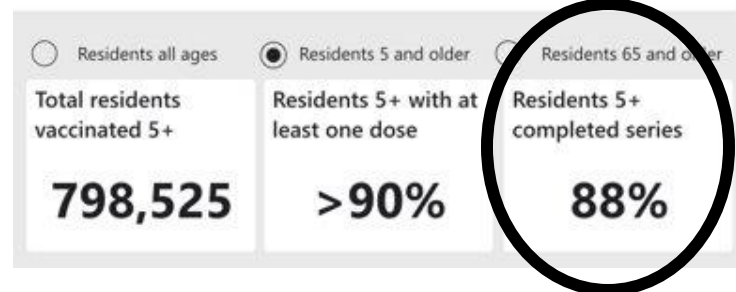 Residents all ages
Residents 5 and older
Residents 65 and older
Total residents
vaccinated 5+
798,525
Residents 5+ with at
least one dose
>90%
Residents 5+
completed series
88%